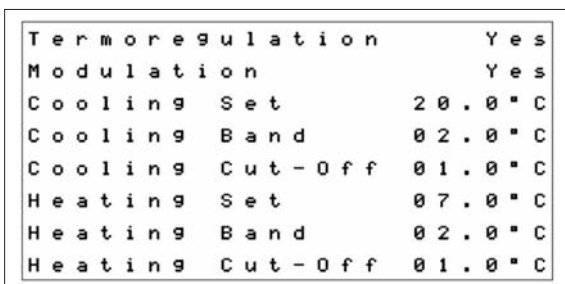 Termoregulation Yes
Modulation Yes
Cooling Set 20.0°C
Cooling Band 02.0°C
Cooling Cut-Off 01.0°C
Heating Set 07.0°C
Heating Band 02.0°C
Heating Cut-Off 01.0°C